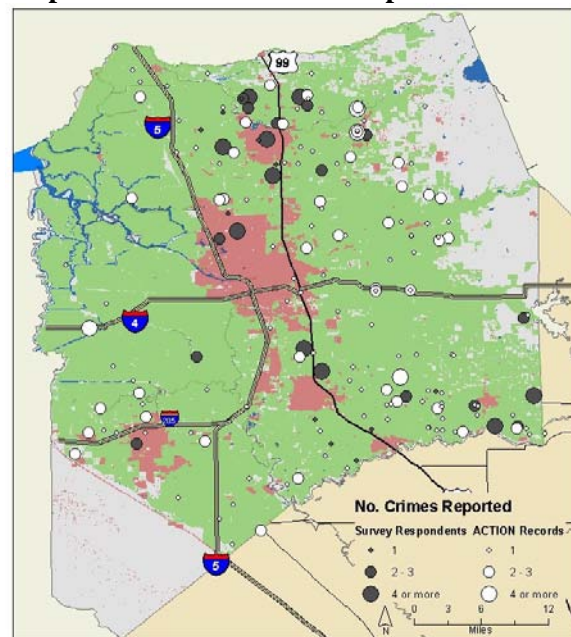 99
5
4
205
5
No. Crimes Reported
Survey Respondents ACTION Records
1 1
2 - 3 2 - 3
4 or more 4 or more
N
0 3 6 12
Miles